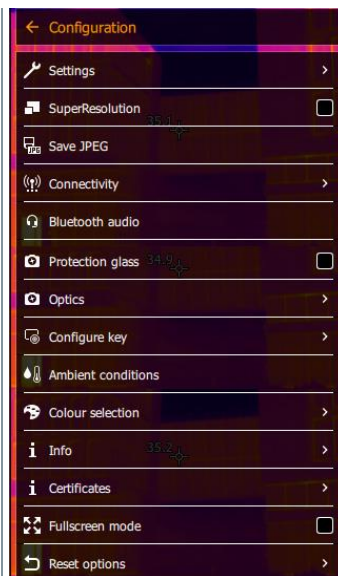 Configuration
Settings
SuperResolution
35.1
JPG
Save JPEG
Connectivity
Bluetooth audio
Protection glass 34.9
Optics
Configure key
Ambient conditions
Colour selection
Info 35.2
Certificates
Fullscreen mode
Reset options